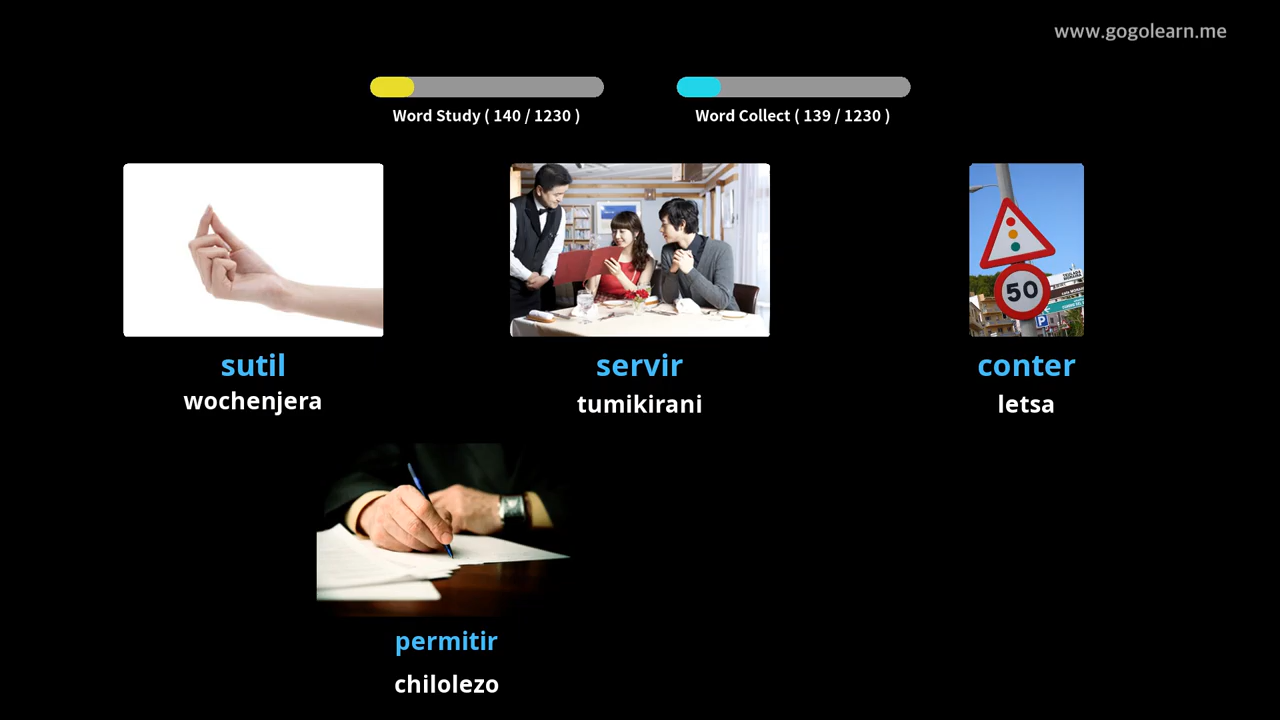 www.gogolearn.me
Word Study ( 140 / 1230 )
Word Collect ( 139 / 1230 )
50
P
sutil
servir
conter
wochenjera
tumikirani
letsa
permitir
chilolezo